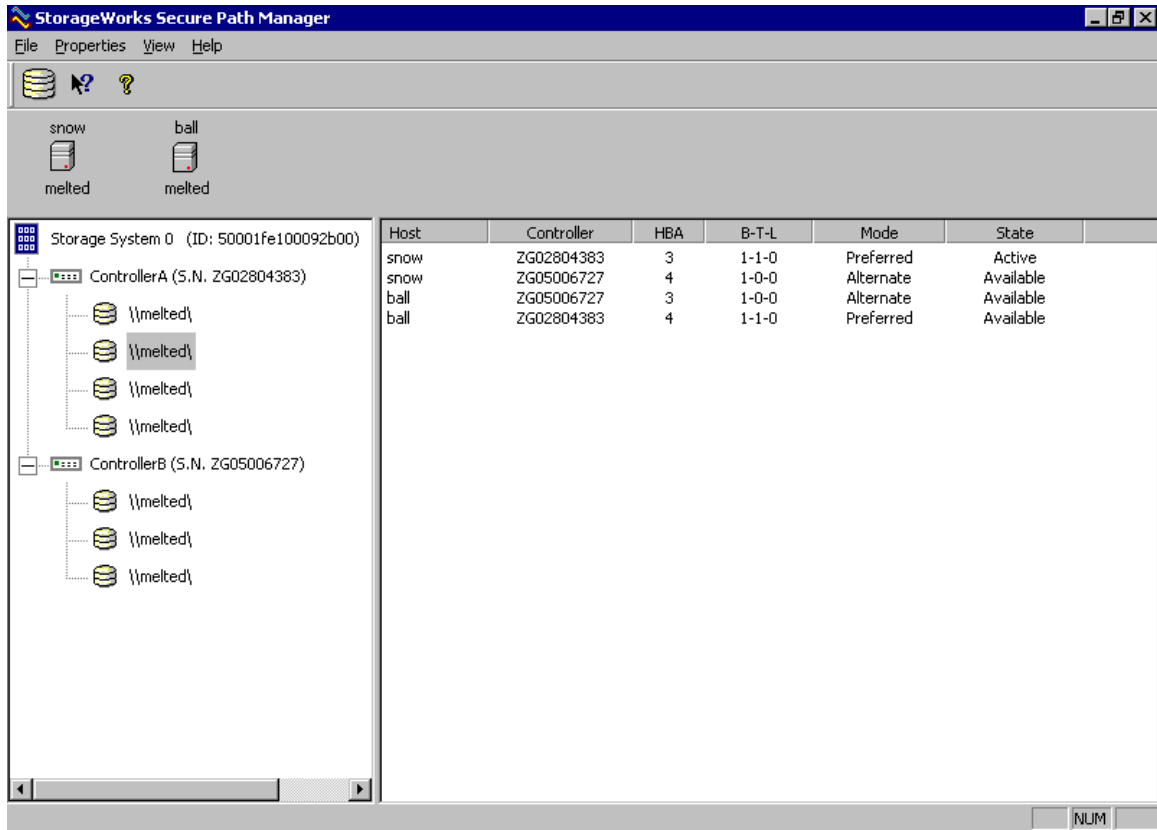 StorageWorks Secure Path Manager
File Properties View Help
snow ball
melted melted
Storage System 0 (ID: 50001fe100092b00)
ControllerA (S.N. ZG02804383)
\\melted\
\\melted\
\\melted\
\\melted\
ControllerB (S.N. ZG05006727)
\\melted\
\\melted\
\\melted\
Host Controller HBA B-T-L Mode State
snow ZG02804383 3 1-1-0 Preferred Active
snow ZG05006727 4 1-0-0 Alternate Available
ball ZG05006727 3 1-0-0 Alternate Available
ball ZG02804383 4 1-1-0 Preferred Available
NUM